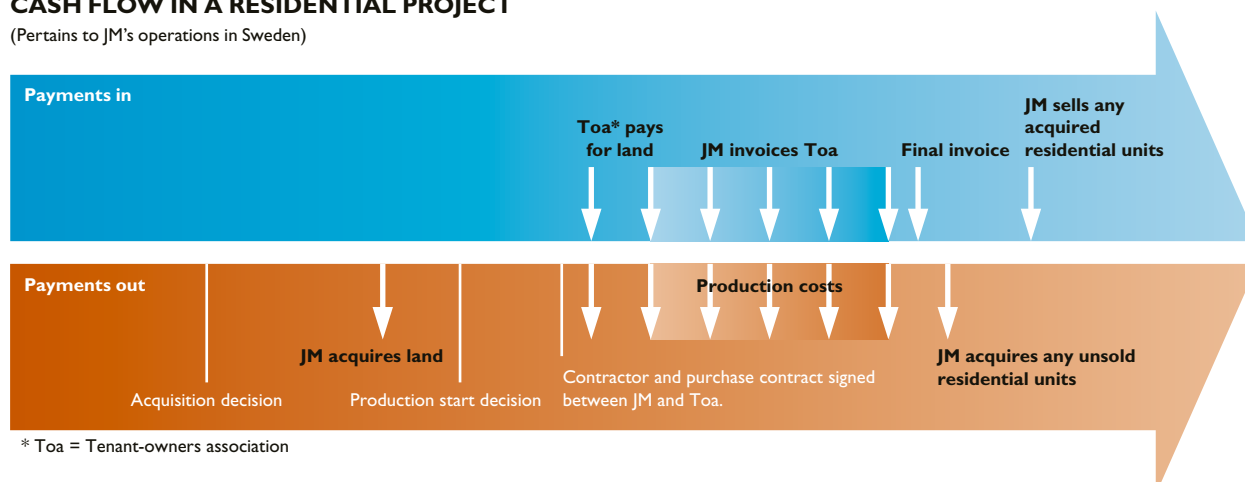 CASH FLOW IN A RESIDENTIAL PROJECT
(Pertains to JM's operations in Sweden)
Payments in
Toa* pays
for land
JM invoices Toa
Final invoice
JM sells any
acquired
residential units
Payments out
Production costs
JM acquires land
JM acquires any unsold
residential units
Acquisition decision
Production start decision
Contractor and purchase contract signed
between JM and Toa.
* Toa = Tenant-owners association